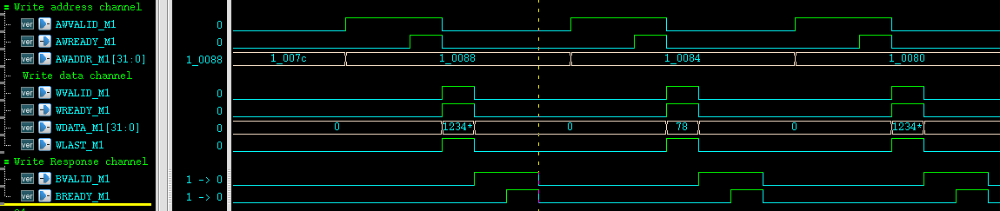 Write address channel
ver AWVALID_M1 0
ver AWREADY_M1 0
ver AWADDR_M1[31:0] 1_0088 1_007c 1_0088 1_0084 1_0080
Write data channel
ver WVALID_M1 0
ver WREADY_M1 0
ver WDATA_M1[31:0] 0 0 1234* 0 78 0 1234*
ver WLAST_M1 0
Write Response channel
ver BVALID_M1 1 -> 0
ver BREADY_M1 1 -> 0